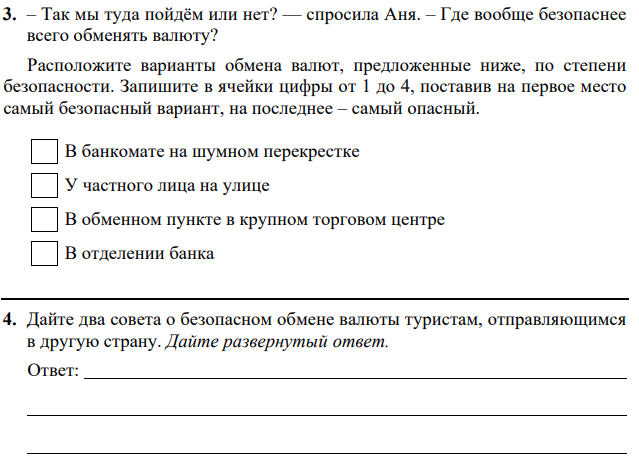 3. – Так мы туда пойдём или нет? — спросила Аня. – Где вообще безопаснее
всего обменять валюту?
Расположите варианты обмена валют, предложенные ниже, по степени
безопасности. Запишите в ячейки цифры от 1 до 4, поставив на первое место
самый безопасный вариант, на последнее – самый опасный.
В банкомате на шумном перекрестке
У частного лица на улице
В обменном пункте в крупном торговом центре
В отделении банка
4. Дайте два совета о безопасном обмене валюты туристам, отправляющимся
в другую страну. Дайте развернутый ответ.
Ответ: